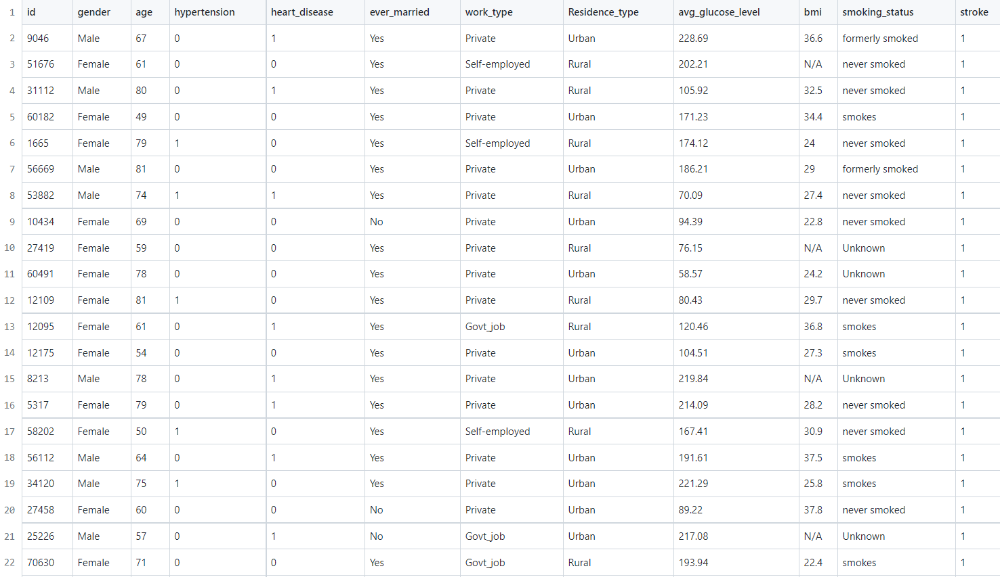 1 id gender age hypertension heart_disease ever_married work_type Residence_type avg_glucose_level bmi smoking_status stroke
2 9046 Male 67 0 1 Yes Private Urban 228.69 36.6 formerly smoked 1
3 51676 Female 61 0 0 Yes Self-employed Rural 202.21 N/A never smoked 1
4 31112 Male 80 0 1 Yes Private Rural 105.92 32.5 never smoked 1
5 60182 Female 49 0 0 Yes Private Urban 171.23 34.4 smokes 1
6 1665 Female 79 1 0 Yes Self-employed Rural 174.12 24 never smoked 1
7 56669 Male 81 0 0 Yes Private Urban 186.21 29 formerly smoked 1
8 53882 Male 74 1 1 Yes Private Rural 70.09 27.4 never smoked 1
9 10434 Female 69 0 0 No Private Urban 94.39 22.8 never smoked 1
10 27419 Female 59 0 0 Yes Private Rural 76.15 N/A Unknown 1
11 60491 Female 78 0 0 Yes Private Urban 58.57 24.2 Unknown 1
12 12109 Female 81 1 0 Yes Private Rural 80.43 29.7 never smoked 1
13 12095 Female 61 0 1 Yes Govt_job Rural 120.46 36.8 smokes 1
14 12175 Female 54 0 0 Yes Private Urban 104.51 27.3 smokes 1
15 8213 Male 78 0 1 Yes Private Urban 219.84 N/A Unknown 1
16 5317 Female 79 0 1 Yes Private Urban 214.09 28.2 never smoked 1
17 58202 Female 50 1 0 Yes Self-employed Rural 167.41 30.9 never smoked 1
18 56112 Male 64 0 1 Yes Private Urban 191.61 37.5 smokes 1
19 34120 Male 75 1 0 Yes Private Urban 221.29 25.8 smokes 1
20 27458 Female 60 0 0 No Private Urban 89.22 37.8 never smoked 1
21 25226 Male 57 0 1 No Govt_job Urban 217.08 N/A Unknown 1
22 70630 Female 71 0 0 Yes Govt_job Rural 193.94 22.4 smokes 1